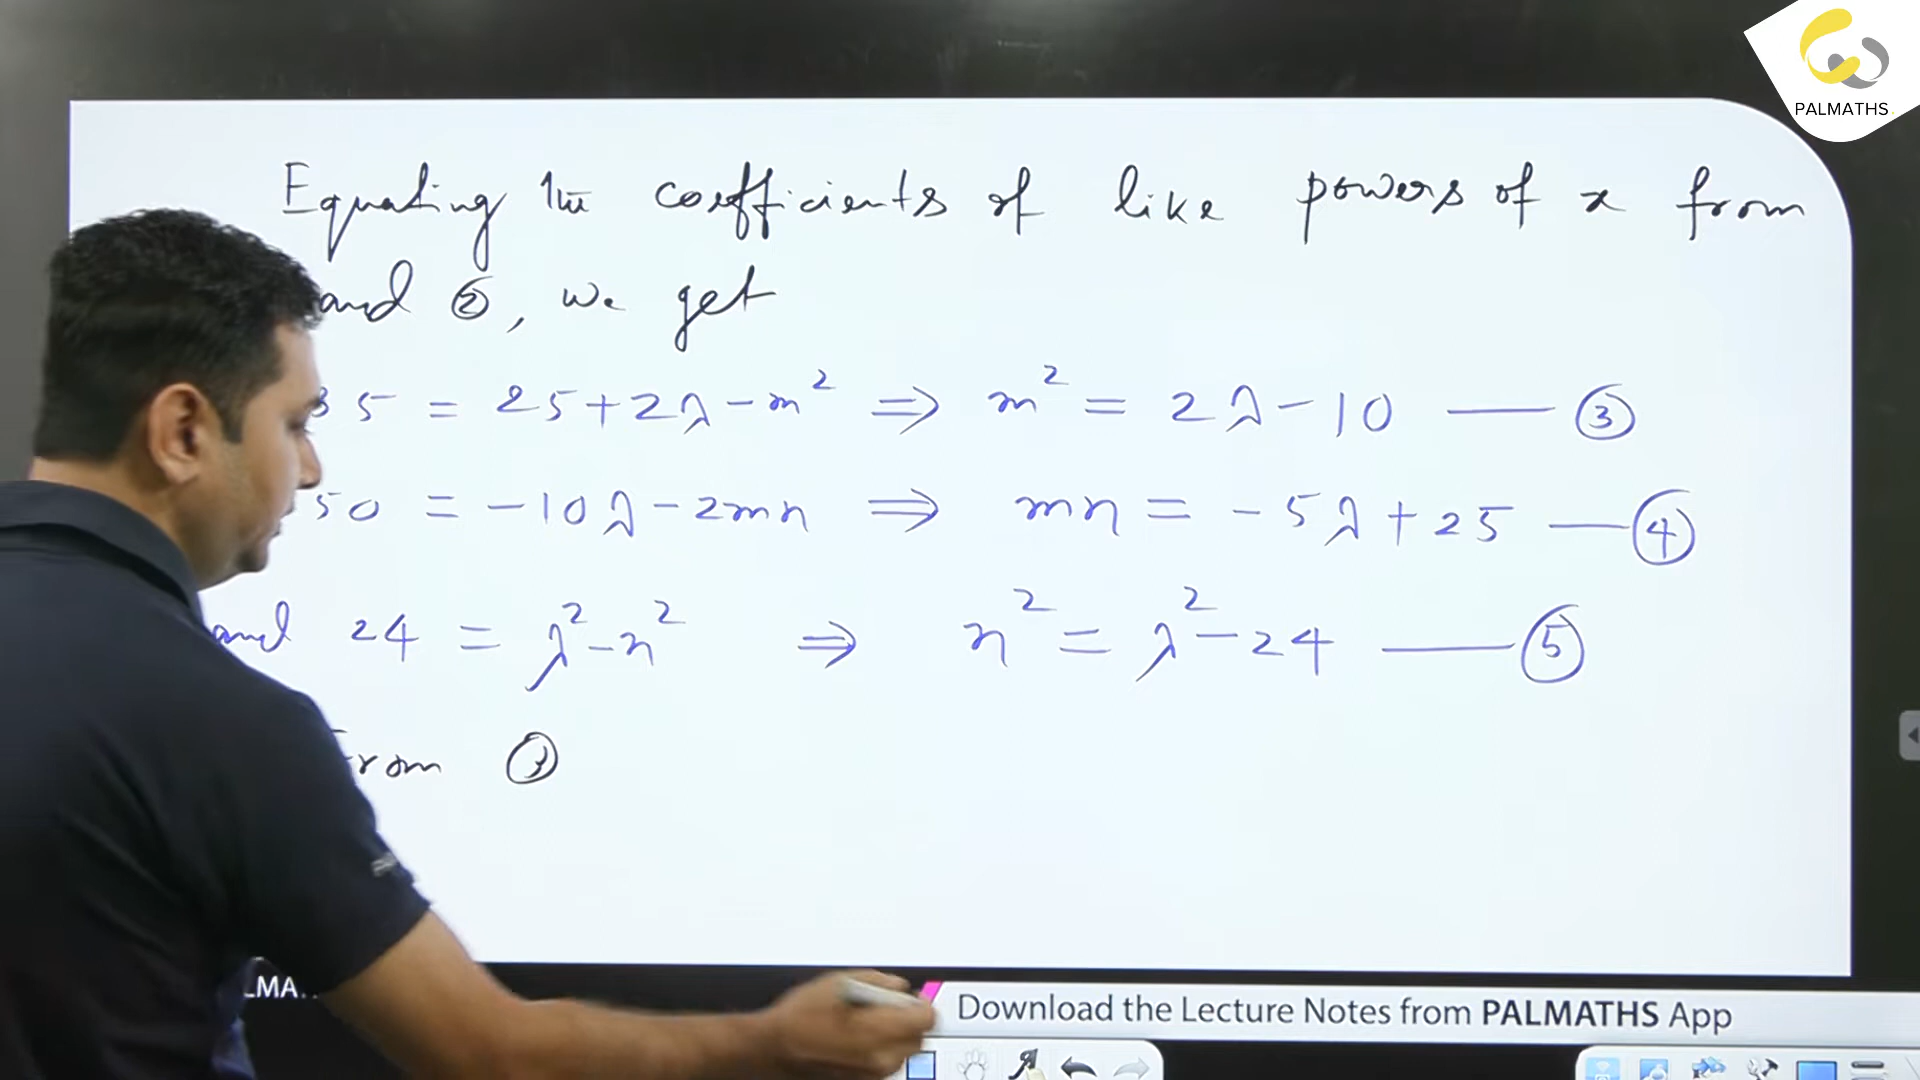 PALMATHS.
Equating the coefficients of like powers of x from
and ②, we get
35 = 25+2λ-m² ⇒ m² = 2λ-10 — ③
50 = -10λ-2mn ⇒ mn = -5λ+25 — ④
and 24 = λ²-n² ⇒ n² = λ²-24 — ⑤
From ③
LMA
Download the Lecture Notes from PALMATHS App